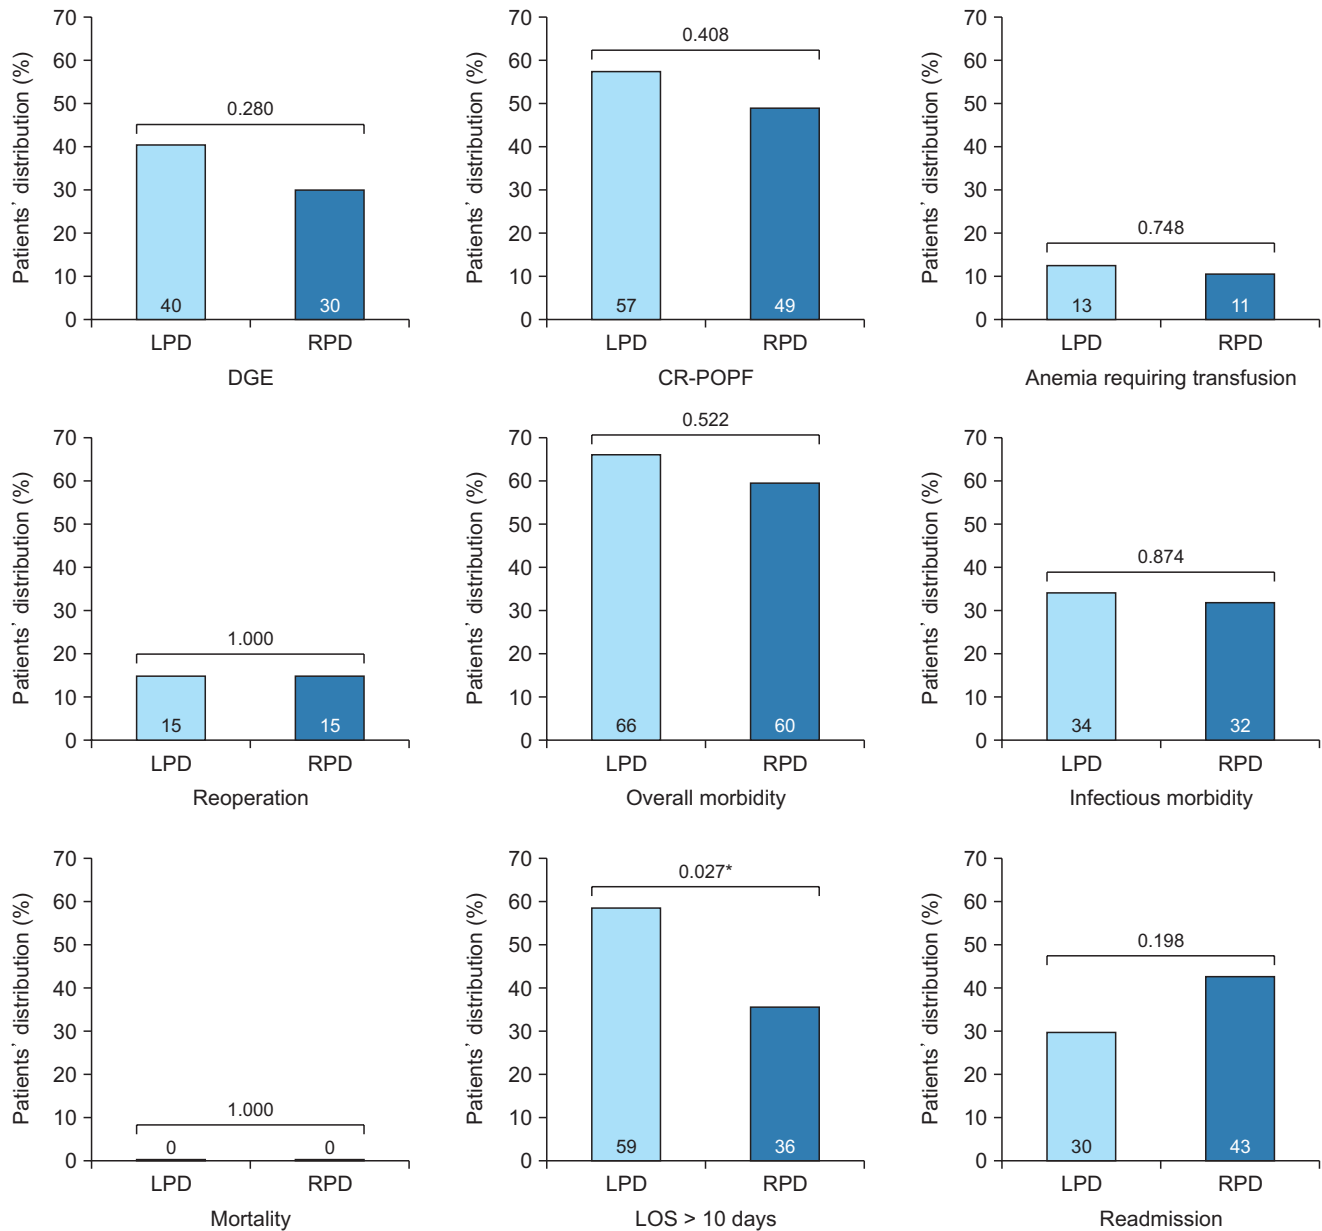 70
60
50
40
30
20
10
0
Patients’ distribution (%)
0.280
40
30
LPD
RPD
DGE
70
60
50
40
30
20
10
0
Patients’ distribution (%)
0.408
57
49
LPD
RPD
CR-POPF
70
60
50
40
30
20
10
0
Patients’ distribution (%)
0.748
13
11
LPD
RPD
Anemia requiring transfusion
70
60
50
40
30
20
10
0
Patients’ distribution (%)
1.000
15
15
LPD
RPD
Reoperation
70
60
50
40
30
20
10
0
Patients’ distribution (%)
0.522
66
60
LPD
RPD
Overall morbidity
70
60
50
40
30
20
10
0
Patients’ distribution (%)
0.874
34
32
LPD
RPD
Infectious morbidity
70
60
50
40
30
20
10
0
Patients’ distribution (%)
1.000
0
0
LPD
RPD
Mortality
70
60
50
40
30
20
10
0
Patients’ distribution (%)
0.027*
59
36
LPD
RPD
LOS > 10 days
70
60
50
40
30
20
10
0
Patients’ distribution (%)
0.198
30
43
LPD
RPD
Readmission